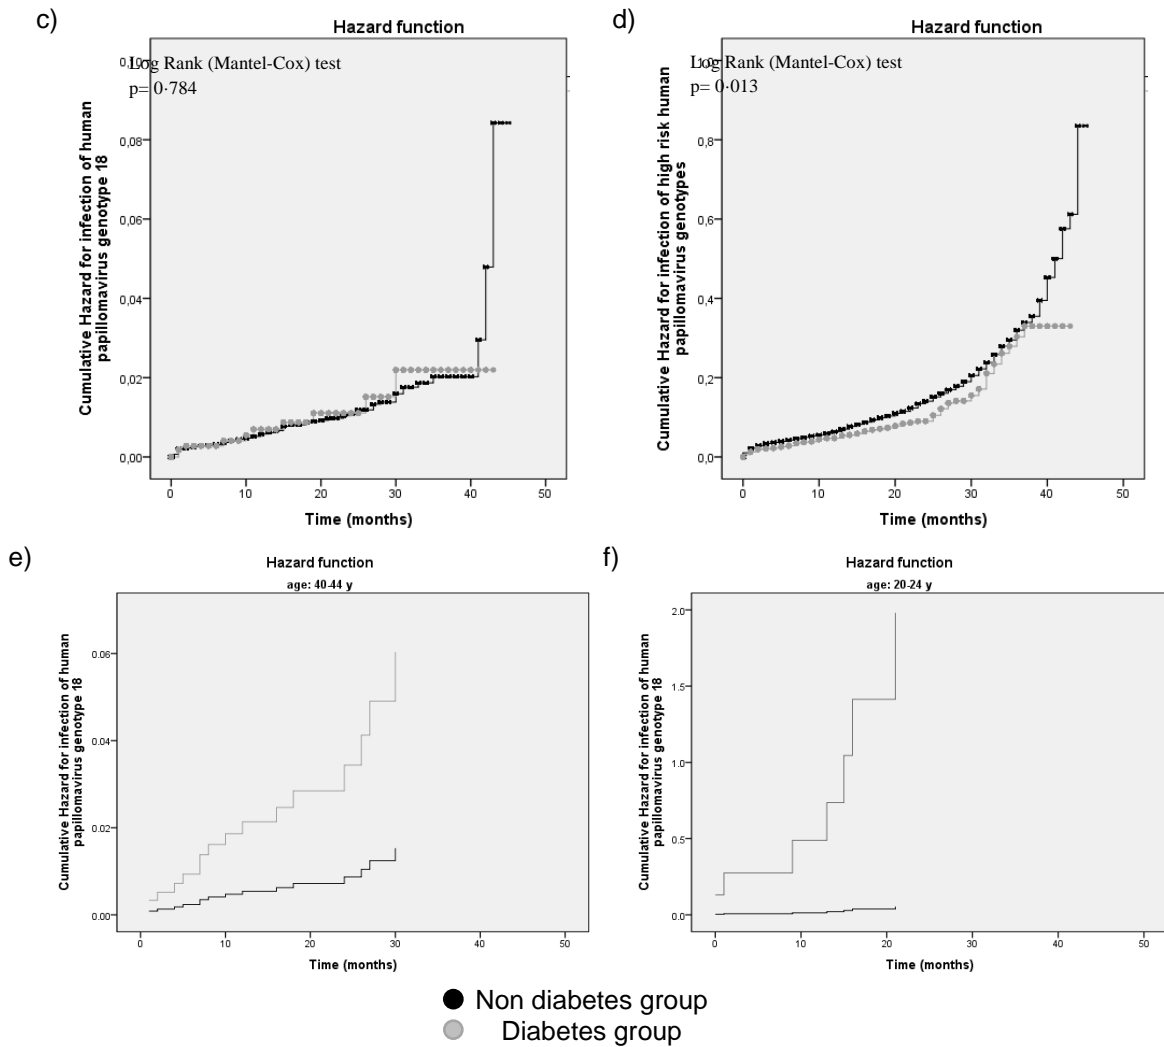 c)
Hazard function
Log Rank (Mantel-Cox) test
p= 0·784
0,08
0,06
0,04
0,02
0,00
Cumulative Hazard for infection of human
papillomavirus genotype 18
0 10 20 30 40 50
Time (months)
d)
Hazard function
Log Rank (Mantel-Cox) test
p= 0·013
0,8
0,6
0,4
0,2
0,0
Cumulative Hazard for infection of high risk human
papillomavirus genotypes
0 10 20 30 40 50
Time (months)
e)
Hazard function
age: 40-44 y
0.06
0.04
0.02
0.00
Cumulative Hazard for infection of human
papillomavirus genotype 18
0 10 20 30 40 50
Time (months)
f)
Hazard function
age: 20-24 y
2.0
1.5
1.0
0.5
0.0
Cumulative Hazard for infection of human
papillomavirus genotype 18
0 10 20 30 40 50
Time (months)
Non diabetes group
Diabetes group